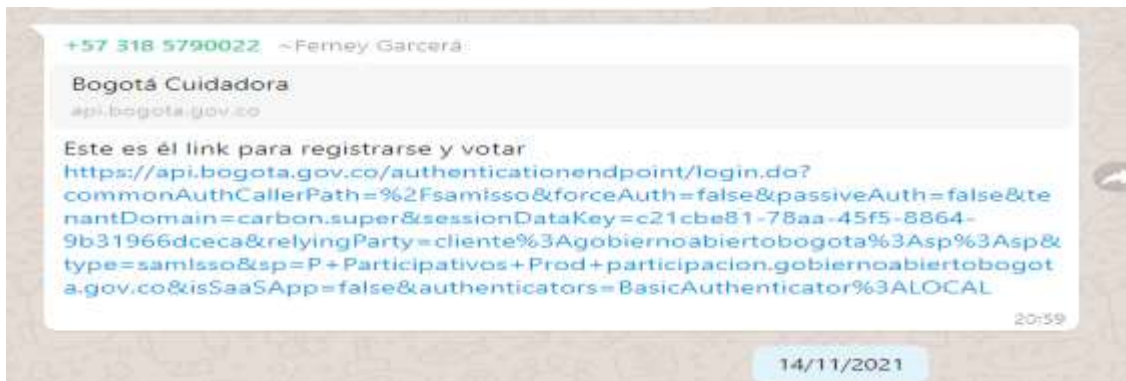 +57 318 5790022 ~Ferney Garcerá
Bogotá Cuidadora
api.bogota.gov.co
Este es él link para registrarse y votar
https://api.bogota.gov.co/authenticationendpoint/login.do?
commonAuthCallerPath=%2Fsamlsso&forceAuth=false&passiveAuth=false&te
nantDomain=carbon.super&sessionDataKey=c21cbe81-78aa-45f5-8864-
9b31966dceca&relyingParty=cliente%3Agobiernoabiertobogota%3Asp%3Asp&
type=samlsso&sp=P+Participativos+Prod+participacion.gobiernoabiertobogot
a.gov.co&isSaaSApp=false&authenticators=BasicAuthenticator%3ALOCAL
20:59
14/11/2021